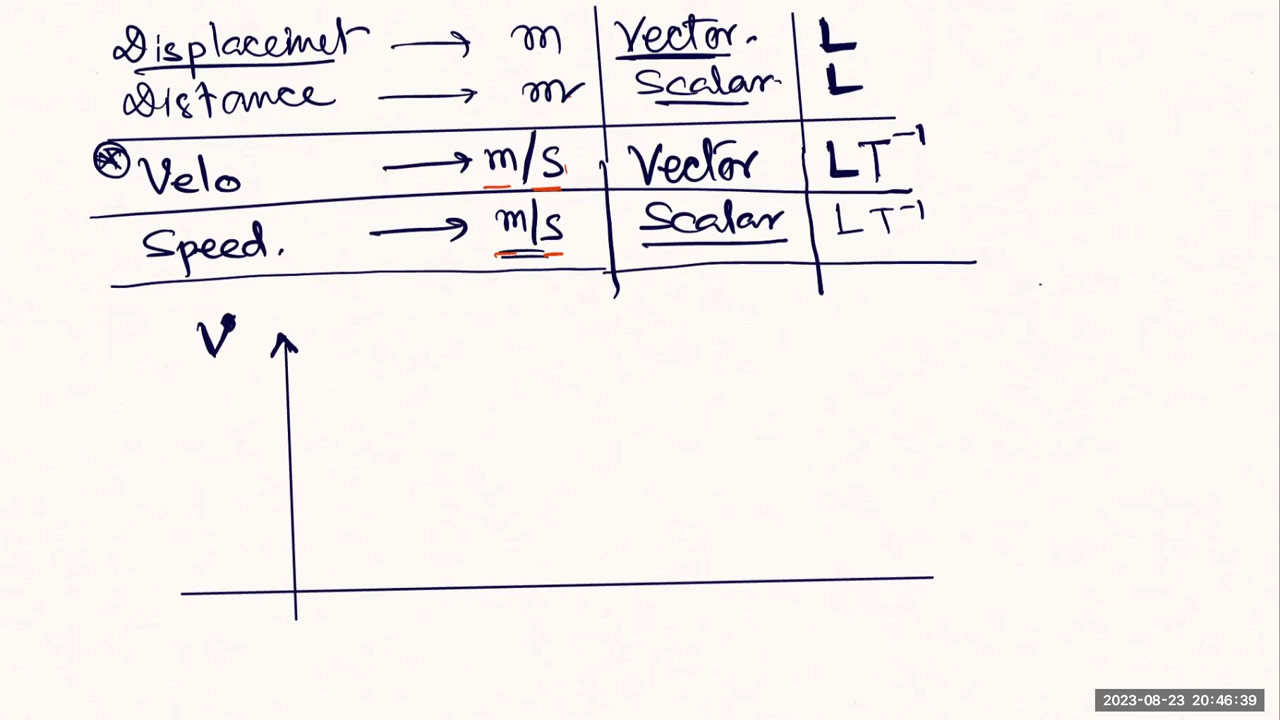 Displacemet → m Vector. L
Distance → m Scalar. L
Velo → m/s Vector LT⁻¹
Speed. → m/s Scalar LT⁻¹
V
2023-08-23 20:46:39